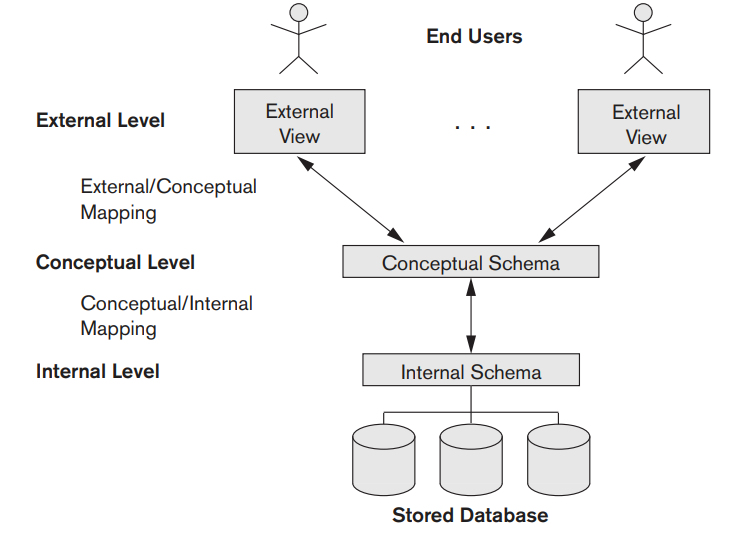 End Users
External Level
External
View
. . .
External
View
External/Conceptual
Mapping
Conceptual Level
Conceptual Schema
Conceptual/Internal
Mapping
Internal Level
Internal Schema
Stored Database